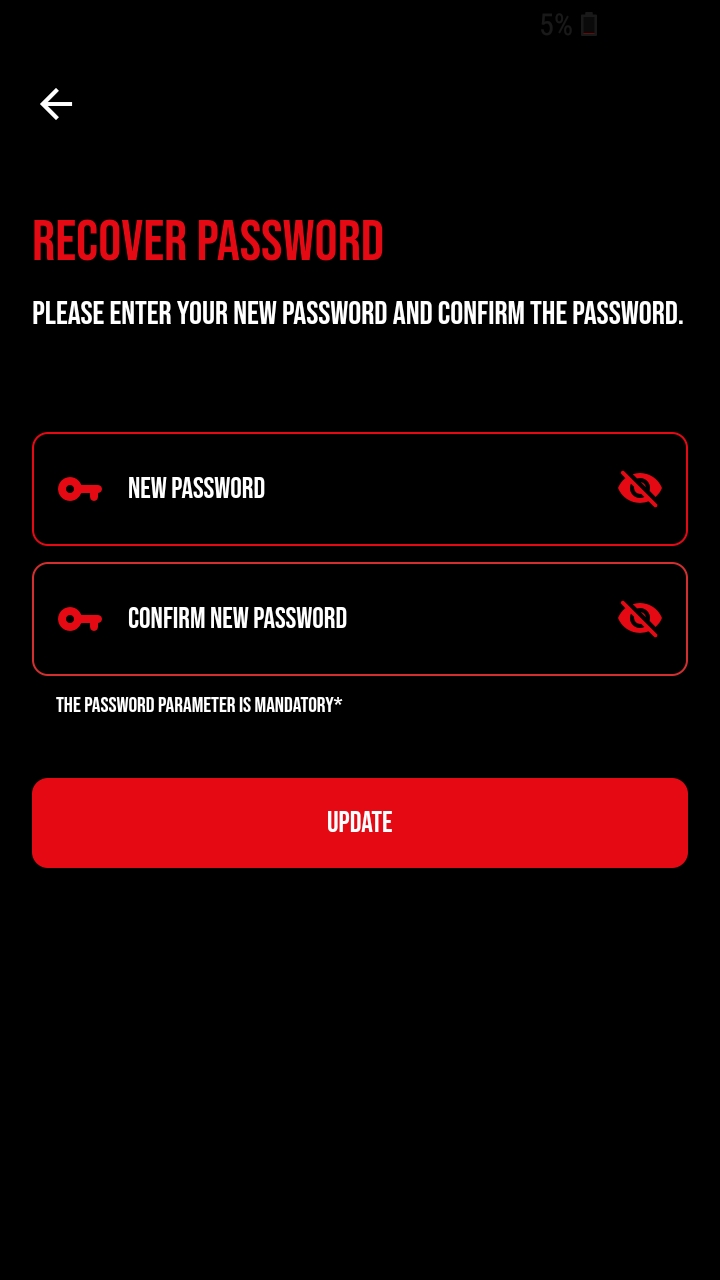 5%
RECOVER PASSWORD
PLEASE ENTER YOUR NEW PASSWORD AND CONFIRM THE PASSWORD.
NEW PASSWORD
CONFIRM NEW PASSWORD
THE PASSWORD PARAMETER IS MANDATORY*
UPDATE